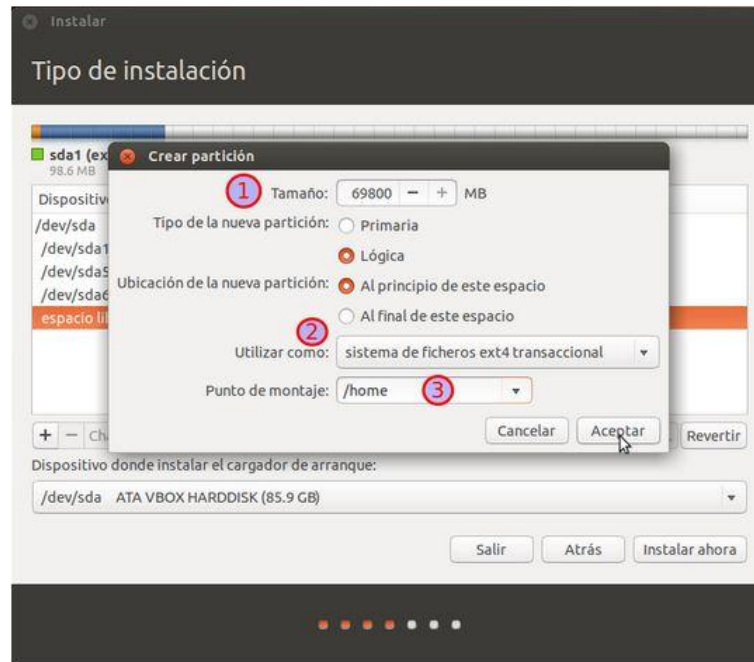 Instalar
Tipo de instalación
sda1 (ex
98.6 MB
Crear partición
1 Tamaño: 69800 − + MB
Tipo de la nueva partición: Primaria
Lógica
Ubicación de la nueva partición: Al principio de este espacio
Al final de este espacio
2
Utilizar como: sistema de ficheros ext4 transaccional
Punto de montaje: /home 3
Cancelar Aceptar
Dispositiv
/dev/sda
/dev/sda1
/dev/sda5
/dev/sda6
espacio li
+ − Ch Revertir
Dispositivo donde instalar el cargador de arranque:
/dev/sda ATA VBOX HARDDISK (85.9 GB)
Salir Atrás Instalar ahora